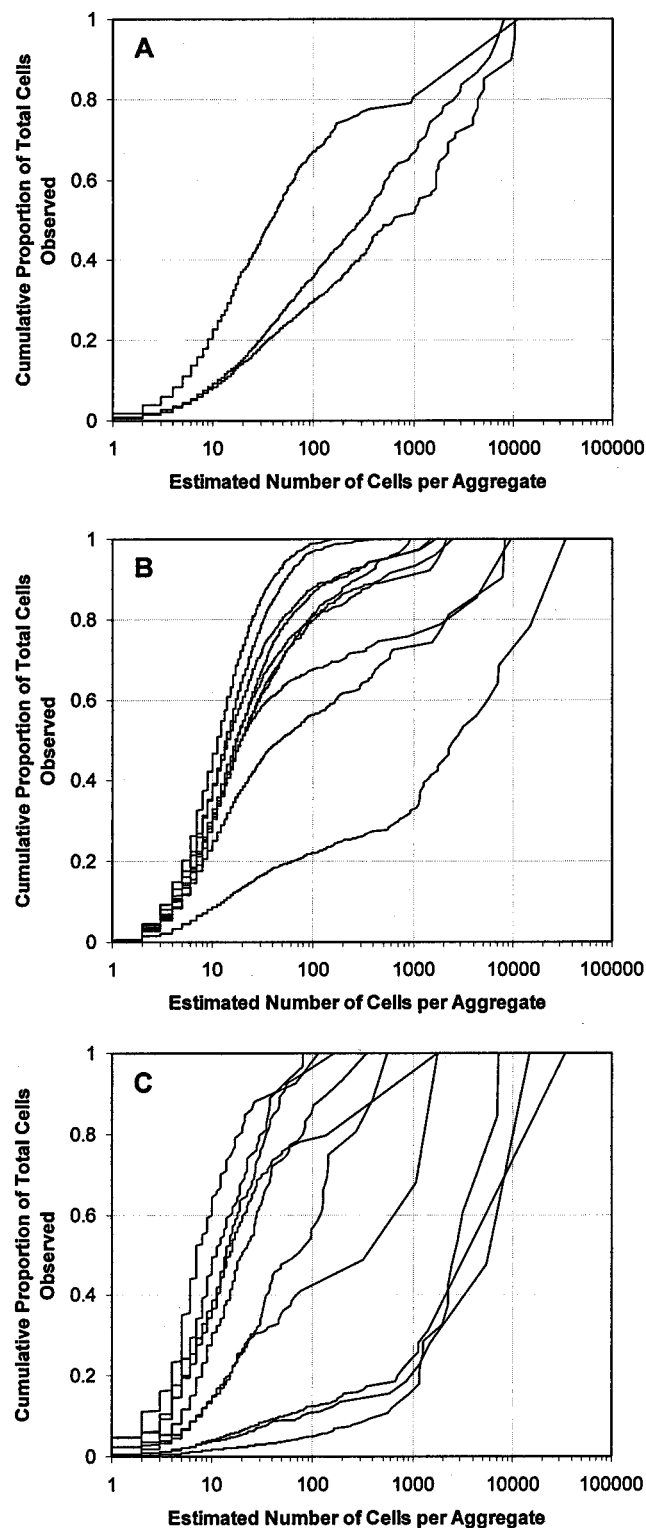 A
Cumulative Proportion of Total Cells
Observed
1
0.8
0.6
0.4
0.2
0
1 10 100 1000 10000 100000
Estimated Number of Cells per Aggregate
B
Cumulative Proportion of Total Cells
Observed
1
0.8
0.6
0.4
0.2
0
1 10 100 1000 10000 100000
Estimated Number of Cells per Aggregate
C
Cumulative Proportion of Total Cells
Observed
1
0.8
0.6
0.4
0.2
0
1 10 100 1000 10000 100000
Estimated Number of Cells per Aggregate